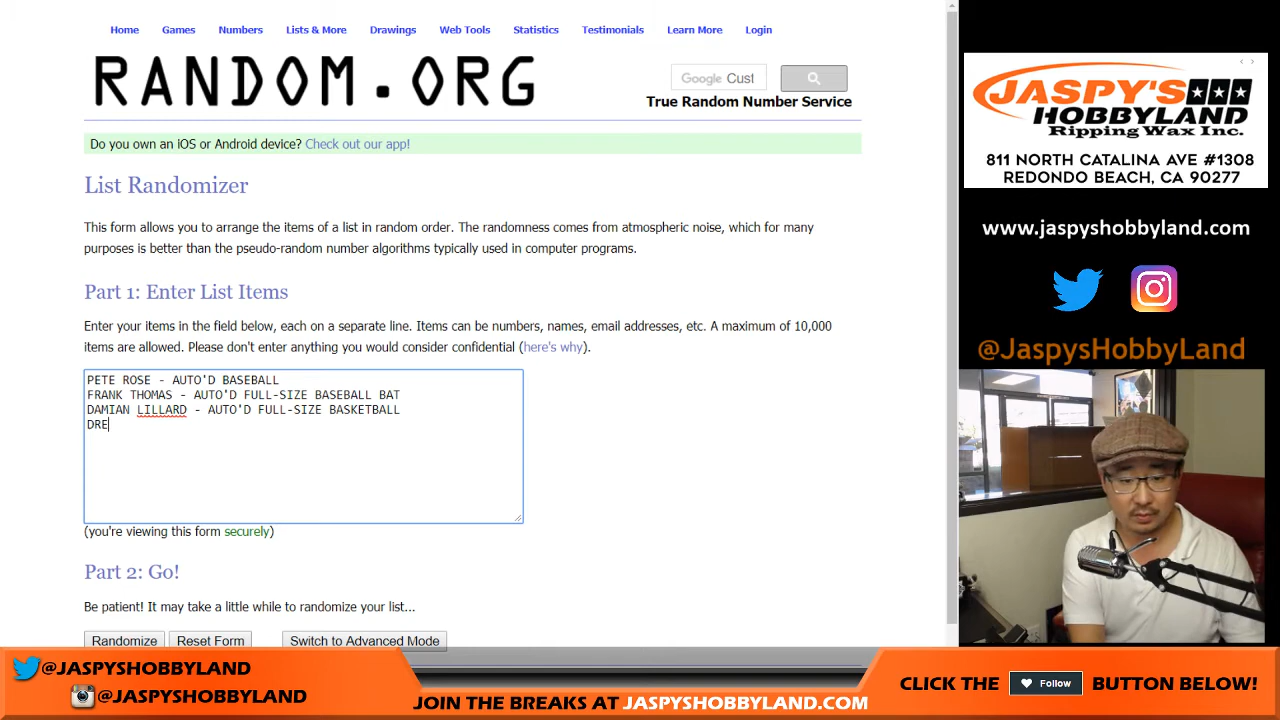 Home Games Numbers Lists & More Drawings Web Tools Statistics Testimonials Learn More Login
RANDOM.ORG
Google Cust
True Random Number Service
Do you own an iOS or Android device? Check out our app!
List Randomizer
This form allows you to arrange the items of a list in random order. The randomness comes from atmospheric noise, which for many
purposes is better than the pseudo-random number algorithms typically used in computer programs.
Part 1: Enter List Items
Enter your items in the field below, each on a separate line. Items can be numbers, names, email addresses, etc. A maximum of 10,000
items are allowed. Please don't enter anything you would consider confidential (here's why).
PETE ROSE - AUTO'D BASEBALL
FRANK THOMAS - AUTO'D FULL-SIZE BASEBALL BAT
DAMIAN LILLARD - AUTO'D FULL-SIZE BASKETBALL
DRE
(you're viewing this form securely)
Part 2: Go!
Be patient! It may take a little while to randomize your list...
Randomize Reset Form Switch to Advanced Mode
JASPY'S
HOBBYLAND
Ripping Wax Inc.
811 NORTH CATALINA AVE #1308
REDONDO BEACH, CA 90277
www.jaspyshobbyland.com
@JaspysHobbyLand
@JASPYSHOBBYLAND
@JASPYSHOBBYLAND
JOIN THE BREAKS AT JASPYSHOBBYLAND.COM
CLICK THE Follow BUTTON BELOW!